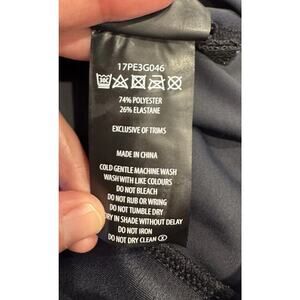 17PE3G046
74% POLYESTER
26% ELASTANE
EXCLUSIVE OF TRIMS
MADE IN CHINA
COLD GENTLE MACHINE WASH
WASH WITH LIKE COLOURS
DO NOT BLEACH
DO NOT RUB OR WRING
DO NOT TUMBLE DRY
DRY IN SHADE WITHOUT DELAY
DO NOT IRON
DO NOT DRY CLEAN